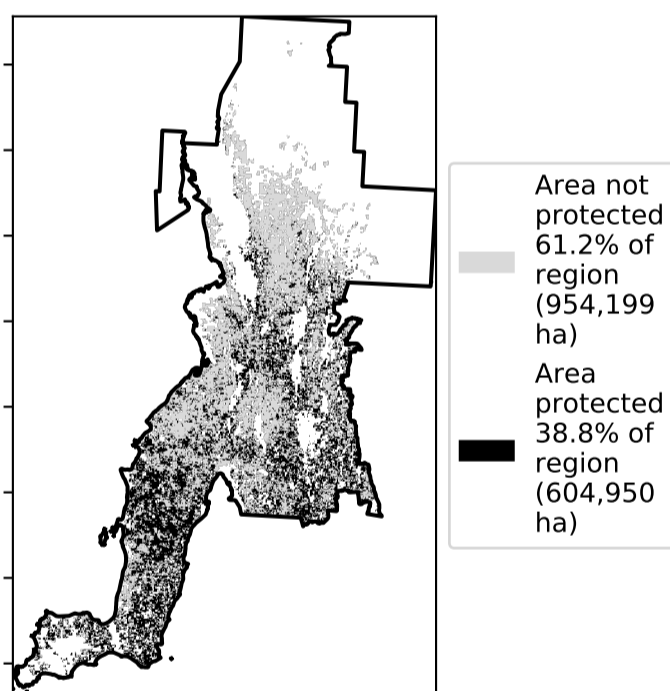 Area not
protected
61.2% of
region
(954,199
ha)
Area
protected
38.8% of
region
(604,950
ha)